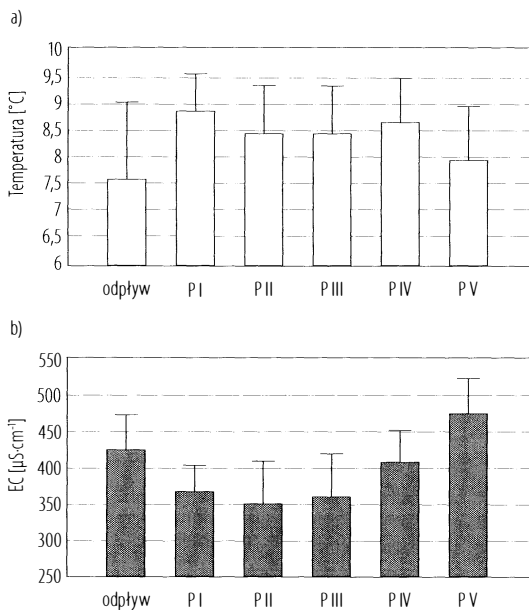 a)
Temperatura [°C]
10
9,5
9
8,5
8
7,5
7
6,5
6
odpływ P I P II P III P IV P V
b)
EC [µS·cm⁻¹]
550
500
450
400
350
300
250
odpływ P I P II P III P IV P V